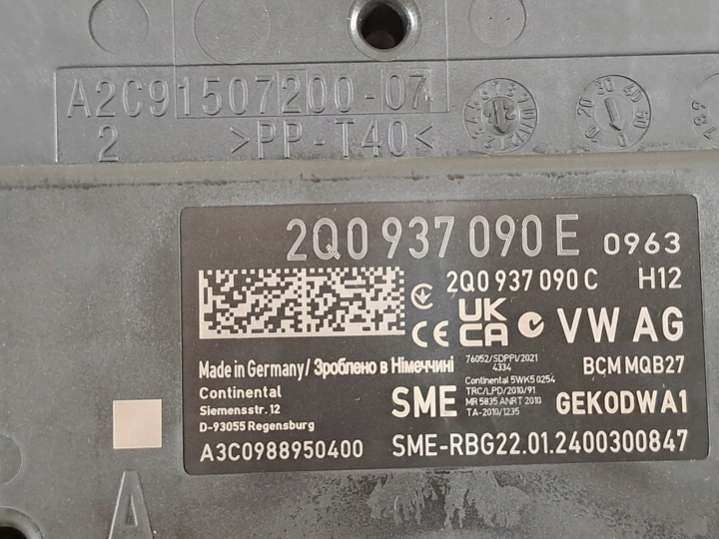 A2C91507200-07
2 >PP-T40<
2Q0 937 090 E 0963
2Q0 937 090 C H12
CE UK CA VW AG
76052/SDPPI/2021
4334
Made in Germany/ Зроблено в Німеччині
BCM MQB27
Continental
Siemensstr. 12
D-93055 Regensburg
SME
Continental 5WK5 0254
TRC/LPD/2010/91
MR 5835 ANRT 2010
TA-2010/1235
GEK0DWA1
A3C0988950400
SME-RBG22.01.2400300847
A